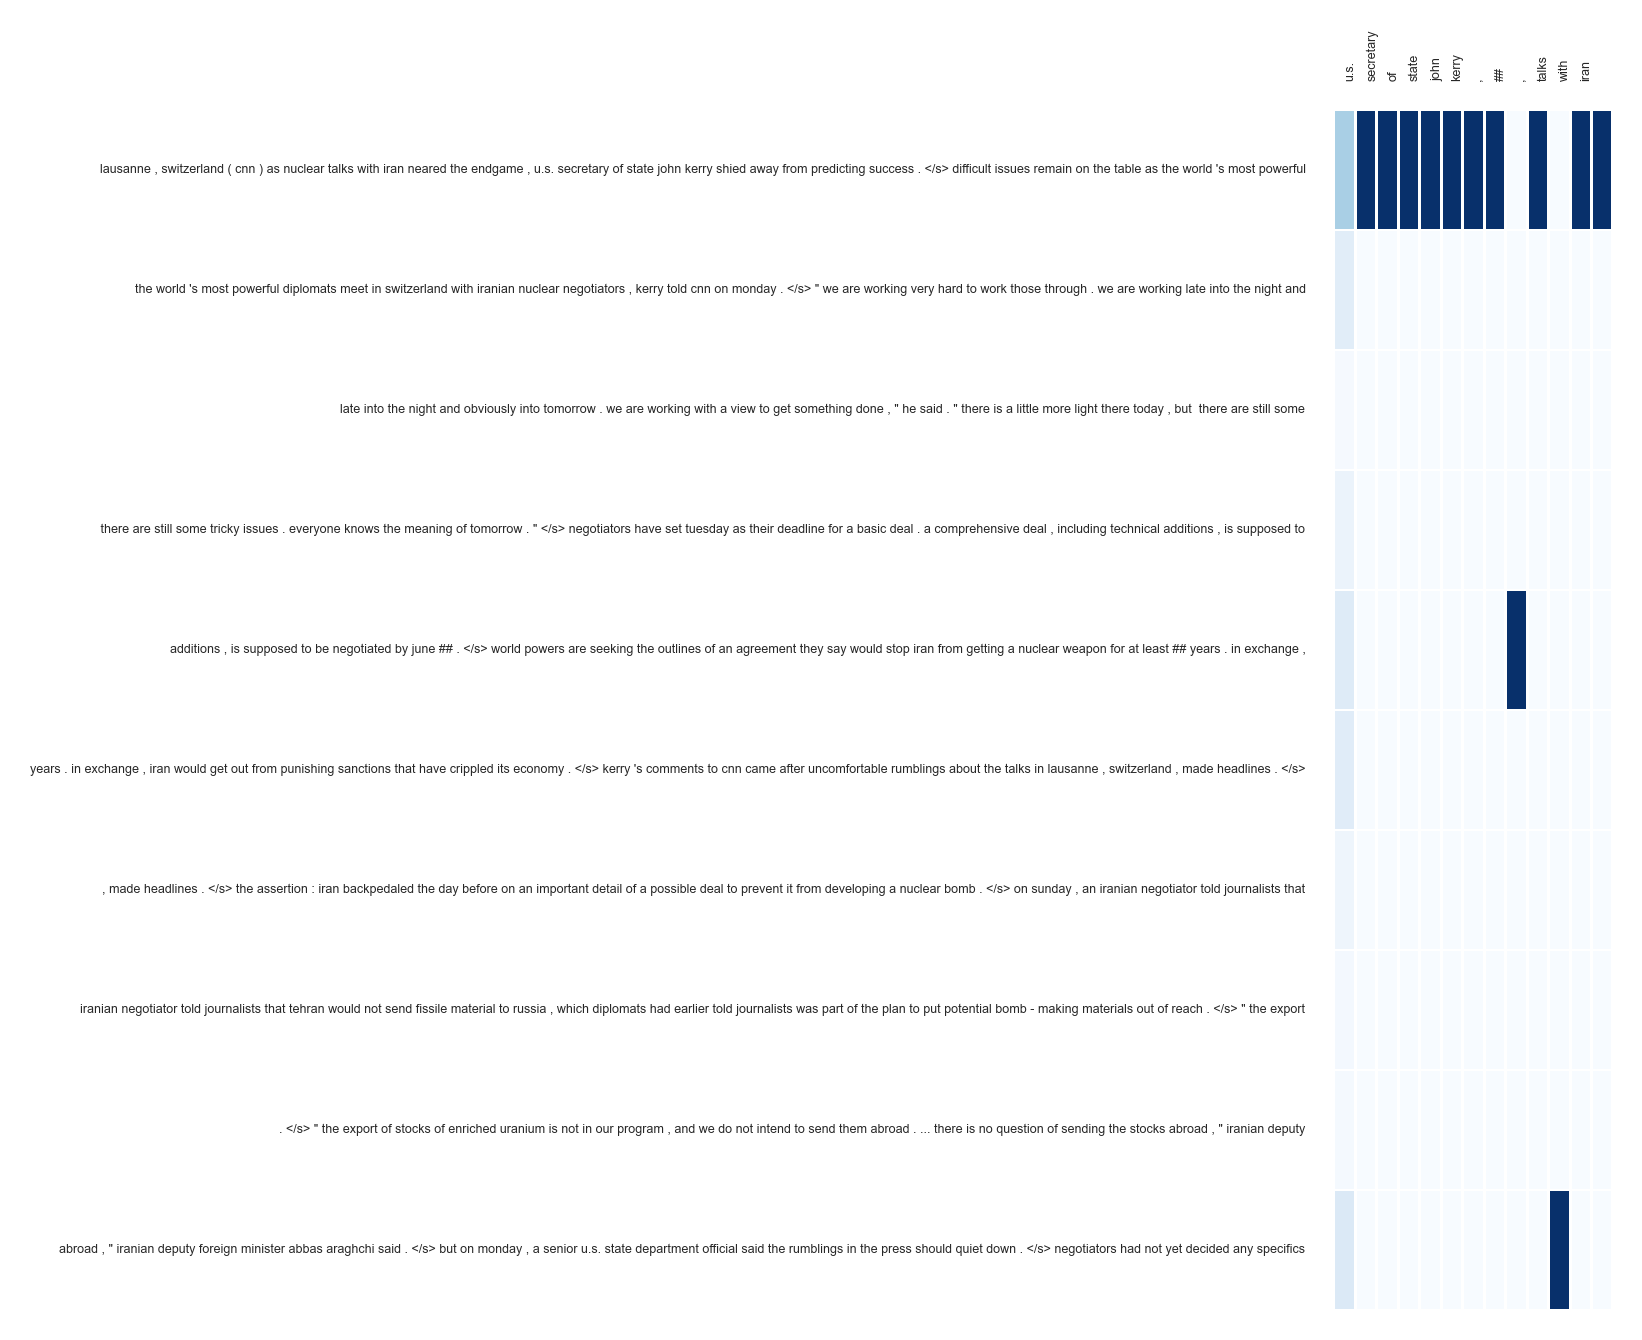 u.s.
secretary
of
state
john
kerry
,
##
,
talks
with
iran
lausanne , switzerland ( cnn ) as nuclear talks with iran neared the endgame , u.s. secretary of state john kerry shied away from predicting success . </s> difficult issues remain on the table as the world 's most powerful
the world 's most powerful diplomats meet in switzerland with iranian nuclear negotiators , kerry told cnn on monday . </s> " we are working very hard to work those through . we are working late into the night and
late into the night and obviously into tomorrow . we are working with a view to get something done , " he said . " there is a little more light there today , but  there are still some
there are still some tricky issues . everyone knows the meaning of tomorrow . " </s> negotiators have set tuesday as their deadline for a basic deal . a comprehensive deal , including technical additions , is supposed to
additions , is supposed to be negotiated by june ## . </s> world powers are seeking the outlines of an agreement they say would stop iran from getting a nuclear weapon for at least ## years . in exchange ,
years . in exchange , iran would get out from punishing sanctions that have crippled its economy . </s> kerry 's comments to cnn came after uncomfortable rumblings about the talks in lausanne , switzerland , made headlines . </s>
, made headlines . </s> the assertion : iran backpedaled the day before on an important detail of a possible deal to prevent it from developing a nuclear bomb . </s> on sunday , an iranian negotiator told journalists that
iranian negotiator told journalists that tehran would not send fissile material to russia , which diplomats had earlier told journalists was part of the plan to put potential bomb - making materials out of reach . </s> " the export
. </s> " the export of stocks of enriched uranium is not in our program , and we do not intend to send them abroad . ... there is no question of sending the stocks abroad , " iranian deputy
abroad , " iranian deputy foreign minister abbas araghchi said . </s> but on monday , a senior u.s. state department official said the rumblings in the press should quiet down . </s> negotiators had not yet decided any specifics